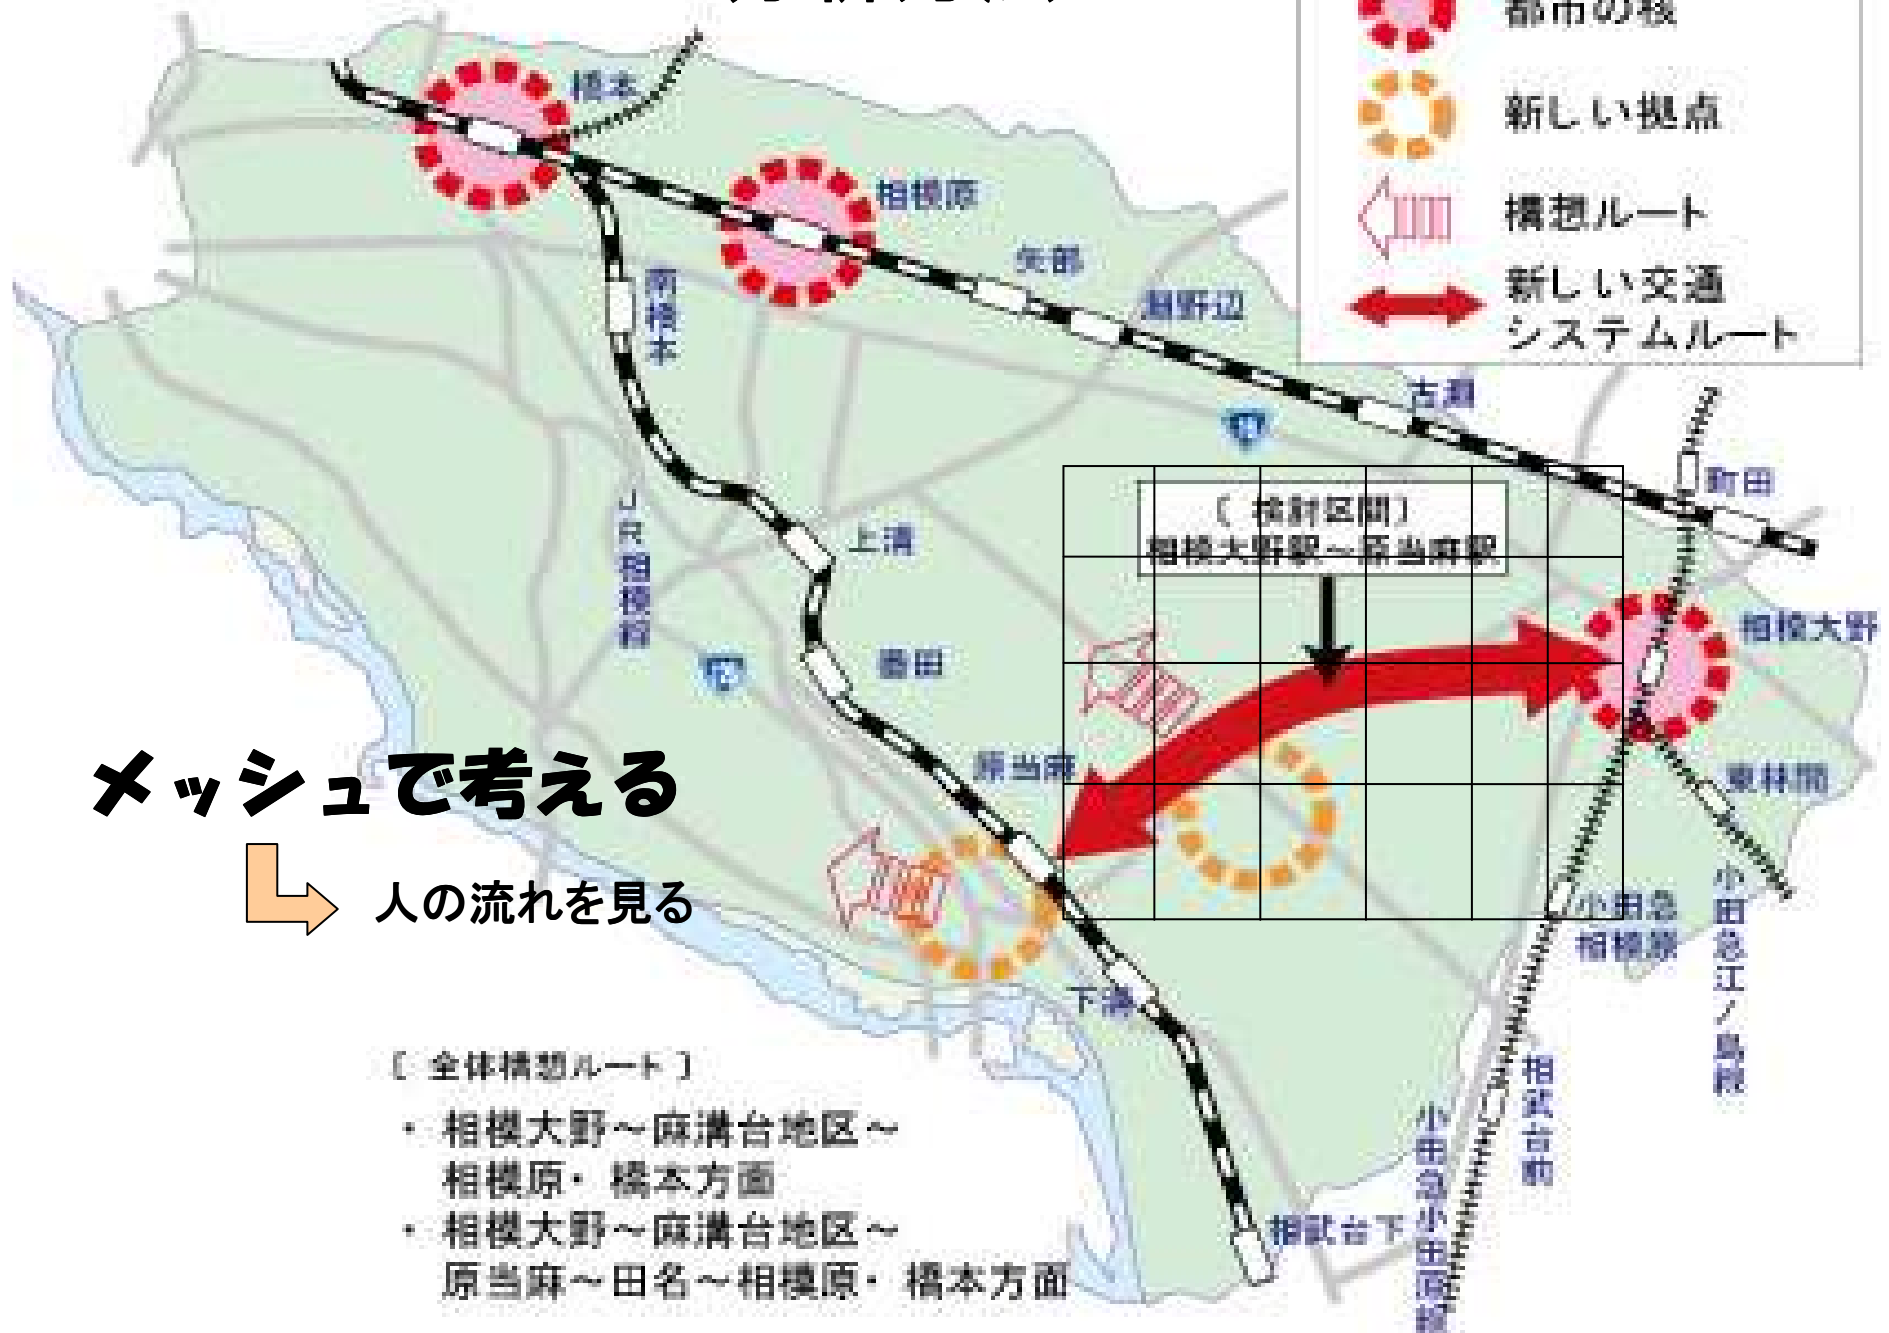 都市の核
新しい拠点
構想ルート
新しい交通
システムルート
橋本
相模原
矢部
淵野辺
南橋本
古淵
町田
〔 検討区間〕
相模大野駅～原当麻駅
JR相模線
上溝
番田
相模大野
原当麻
東林間
メッシュで考える
人の流れを見る
小田急
相模原
小田急江ノ島線
下溝
〔 全体構想ルート 〕
・ 相模大野～麻溝台地区～
相模原・ 橋本方面
・ 相模大野～麻溝台地区～
原当麻～田名～相模原・ 橋本方面
相武台前
小田急小田原線
相武台下